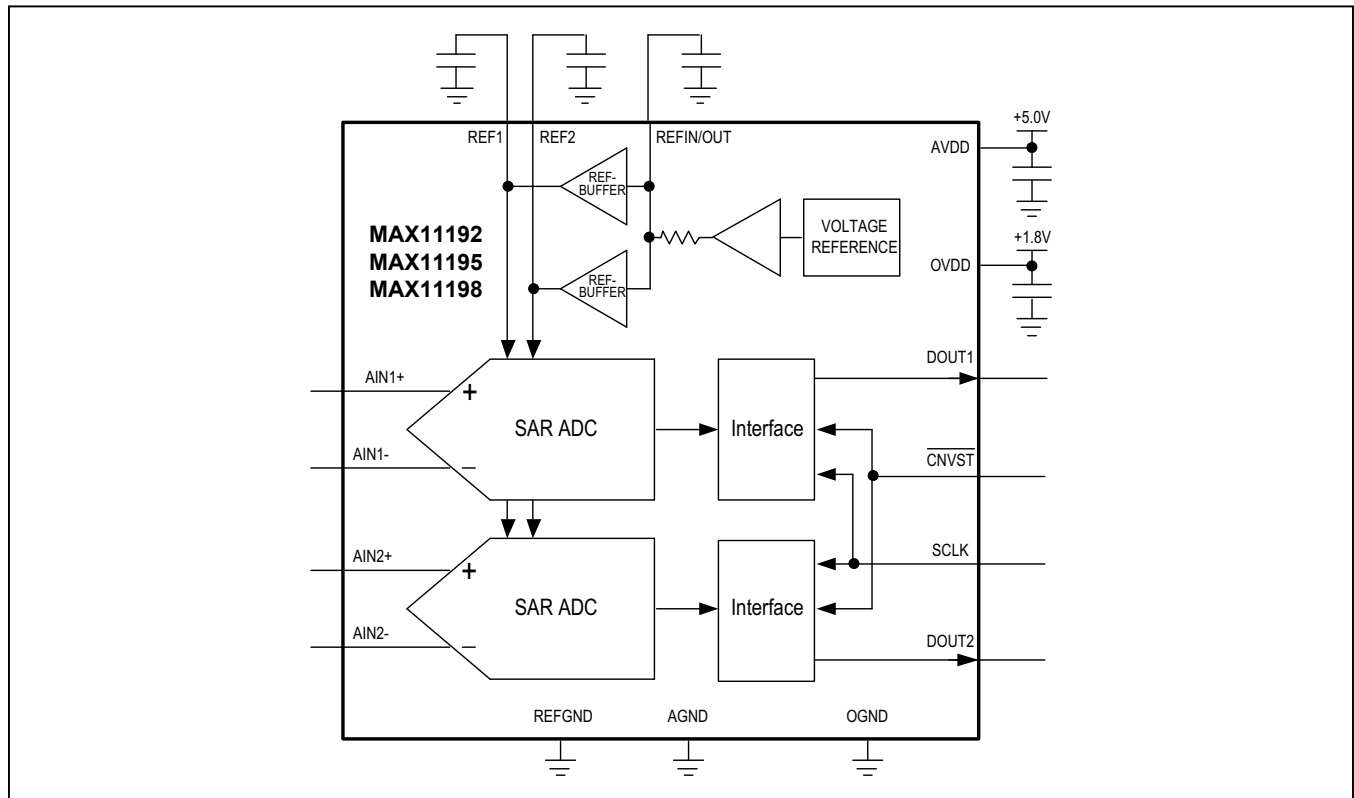 REF1
REF2
REFIN/OUT
+5.0V
AVDD
REF-
BUFFER
MAX11192
MAX11195
MAX11198
VOLTAGE
REFERENCE
+1.8V
OVDD
REF-
BUFFER
DOUT1
AIN1+
+
SAR ADC
Interface
AIN1-
–
CNVST
AIN2+
+
SCLK
SAR ADC
Interface
AIN2-
–
DOUT2
REFGND
AGND
OGND